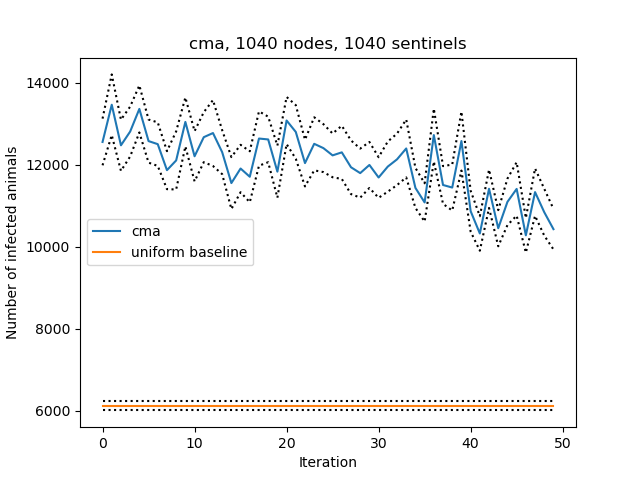 cma, 1040 nodes, 1040 sentinels
14000
12000
10000
8000
6000
Number of infected animals
cma
uniform baseline
0
10
20
30
40
50
Iteration